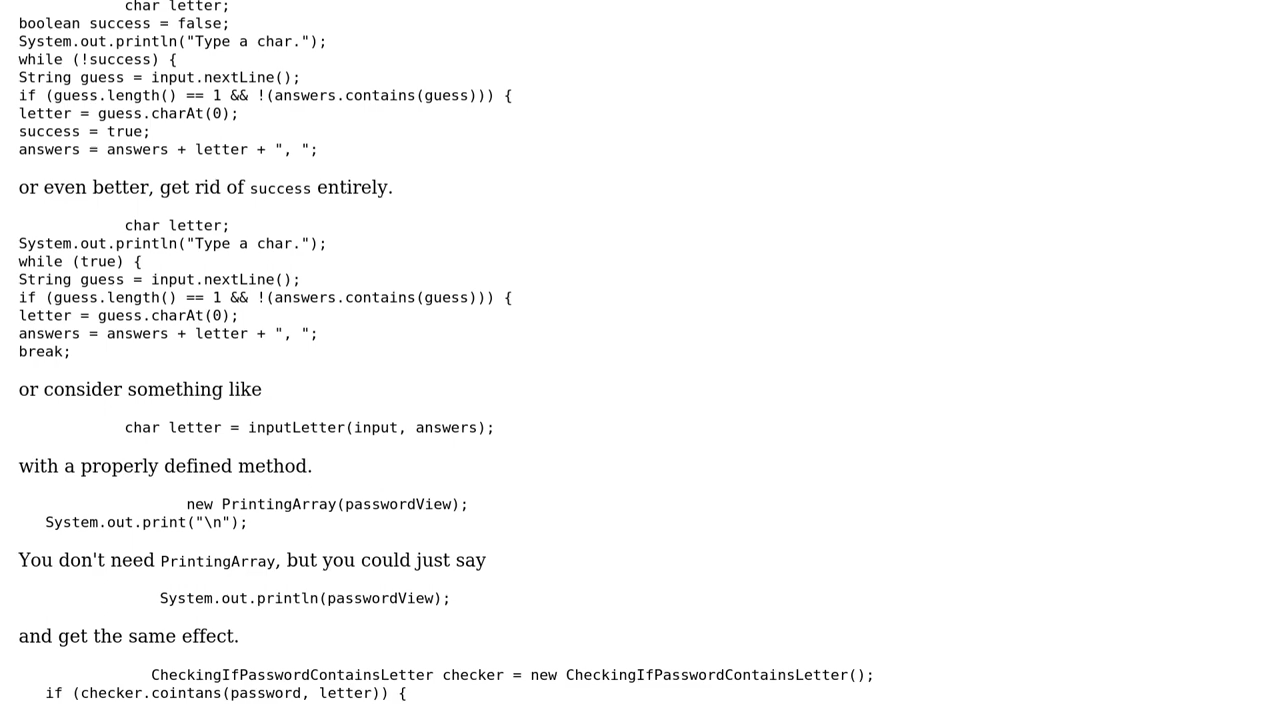 char letter;
boolean success = false;
System.out.println("Type a char.");
while (!success) {
String guess = input.nextLine();
if (guess.length() == 1 && !(answers.contains(guess))) {
letter = guess.charAt(0);
success = true;
answers = answers + letter + ", ";
or even better, get rid of success entirely.
char letter;
System.out.println("Type a char.");
while (true) {
String guess = input.nextLine();
if (guess.length() == 1 && !(answers.contains(guess))) {
letter = guess.charAt(0);
answers = answers + letter + ", ";
break;
or consider something like
char letter = inputLetter(input, answers);
with a properly defined method.
new PrintingArray(passwordView);
System.out.print("\n");
You don't need PrintingArray, but you could just say
System.out.println(passwordView);
and get the same effect.
CheckingIfPasswordContainsLetter checker = new CheckingIfPasswordContainsLetter();
if (checker.cointans(password, letter)) {